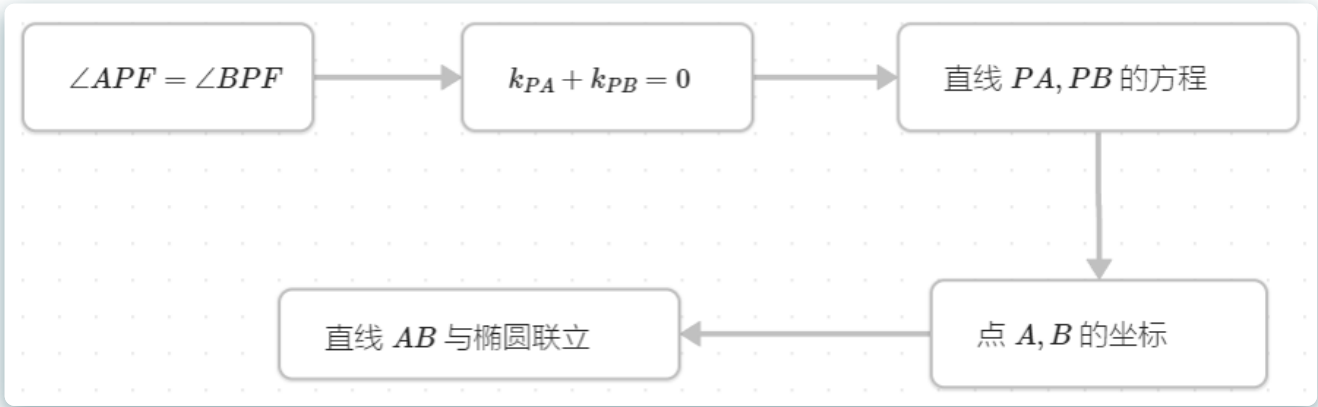 ∠APF = ∠BPF
k_{PA} + k_{PB} = 0
直线 PA, PB 的方程
点 A, B 的坐标
直线 AB 与椭圆联立